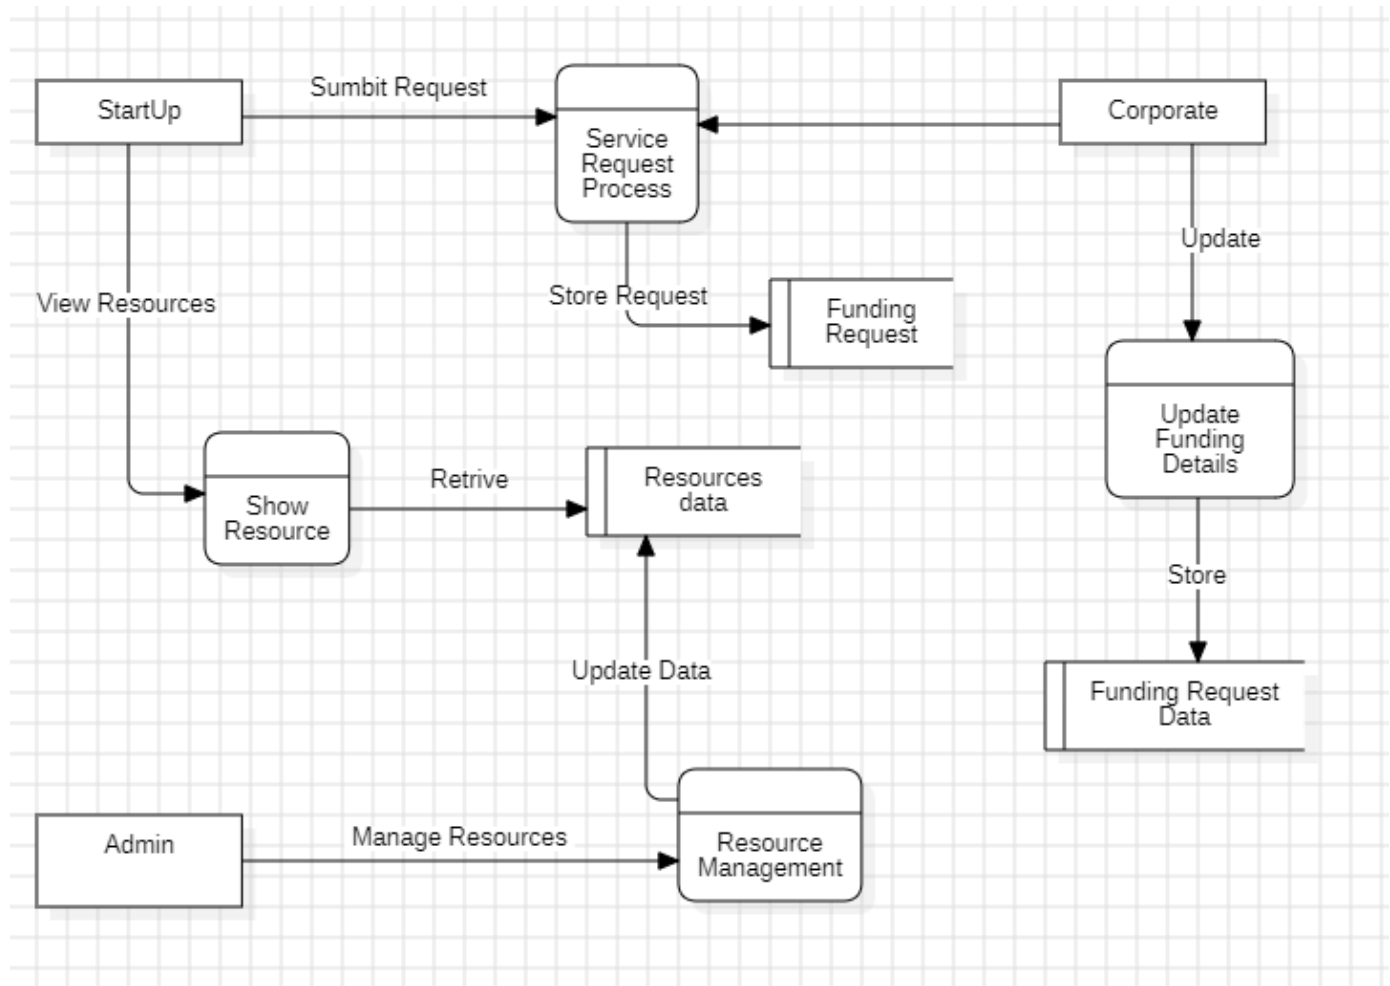 StartUp
Sumbit Request
Service
Request
Process
Corporate
Update
View Resources
Store Request
Funding
Request
Update
Funding
Details
Show
Resource
Retrive
Resources
data
Store
Update Data
Funding Request
Data
Admin
Manage Resources
Resource
Management